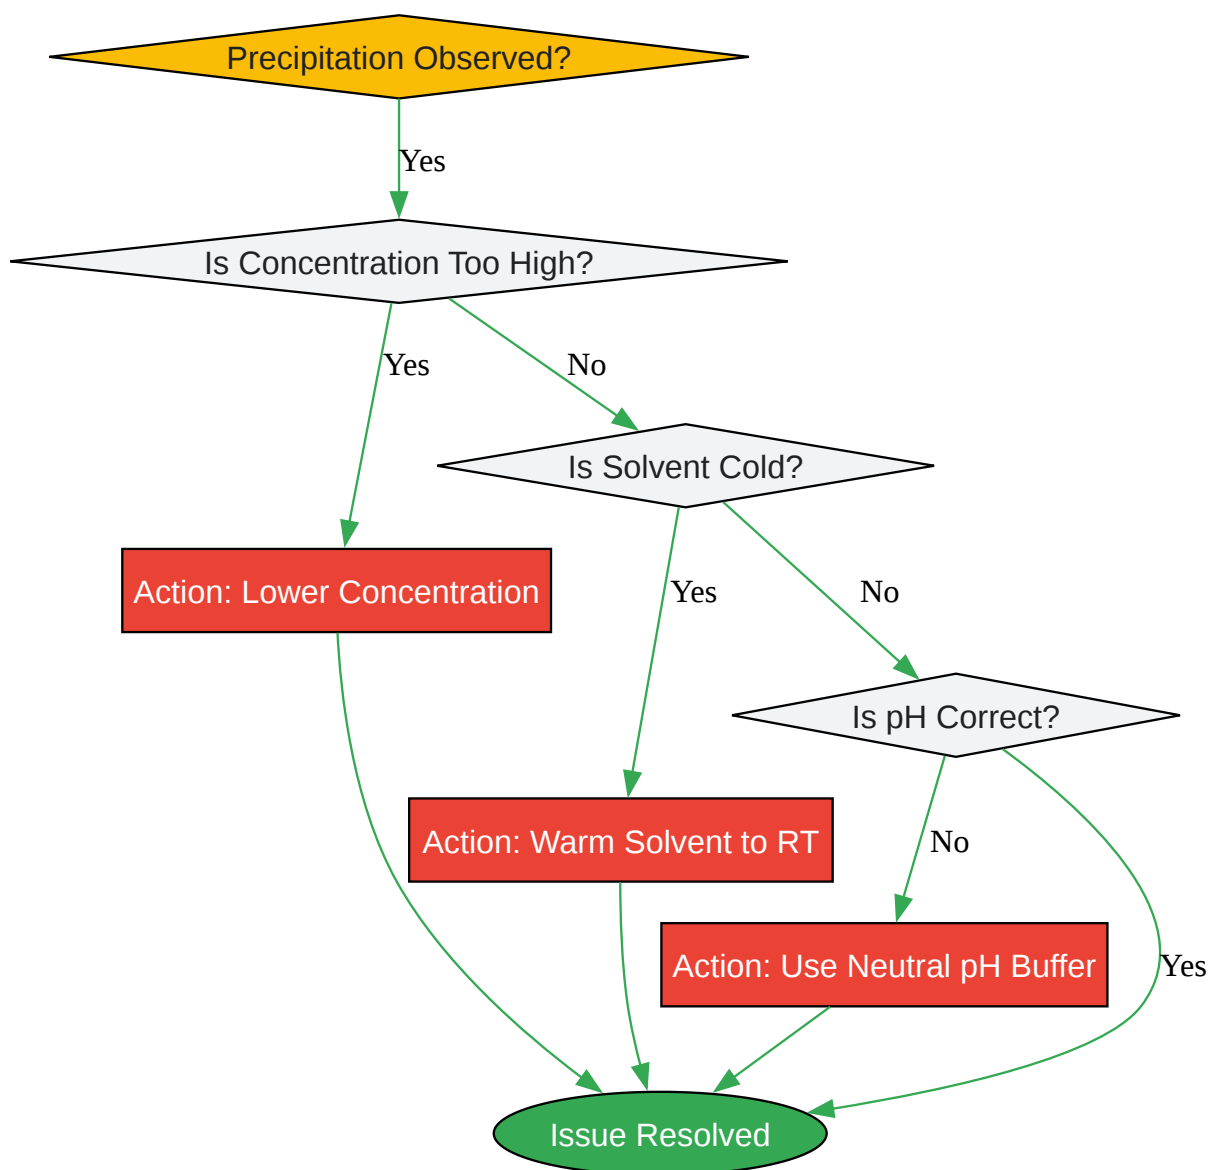 Precipitation Observed?
Yes
Is Concentration Too High?
Yes
No
Is Solvent Cold?
Action: Lower Concentration
Yes
No
Is pH Correct?
Action: Warm Solvent to RT
No
Action: Use Neutral pH Buffer
Yes
Issue Resolved